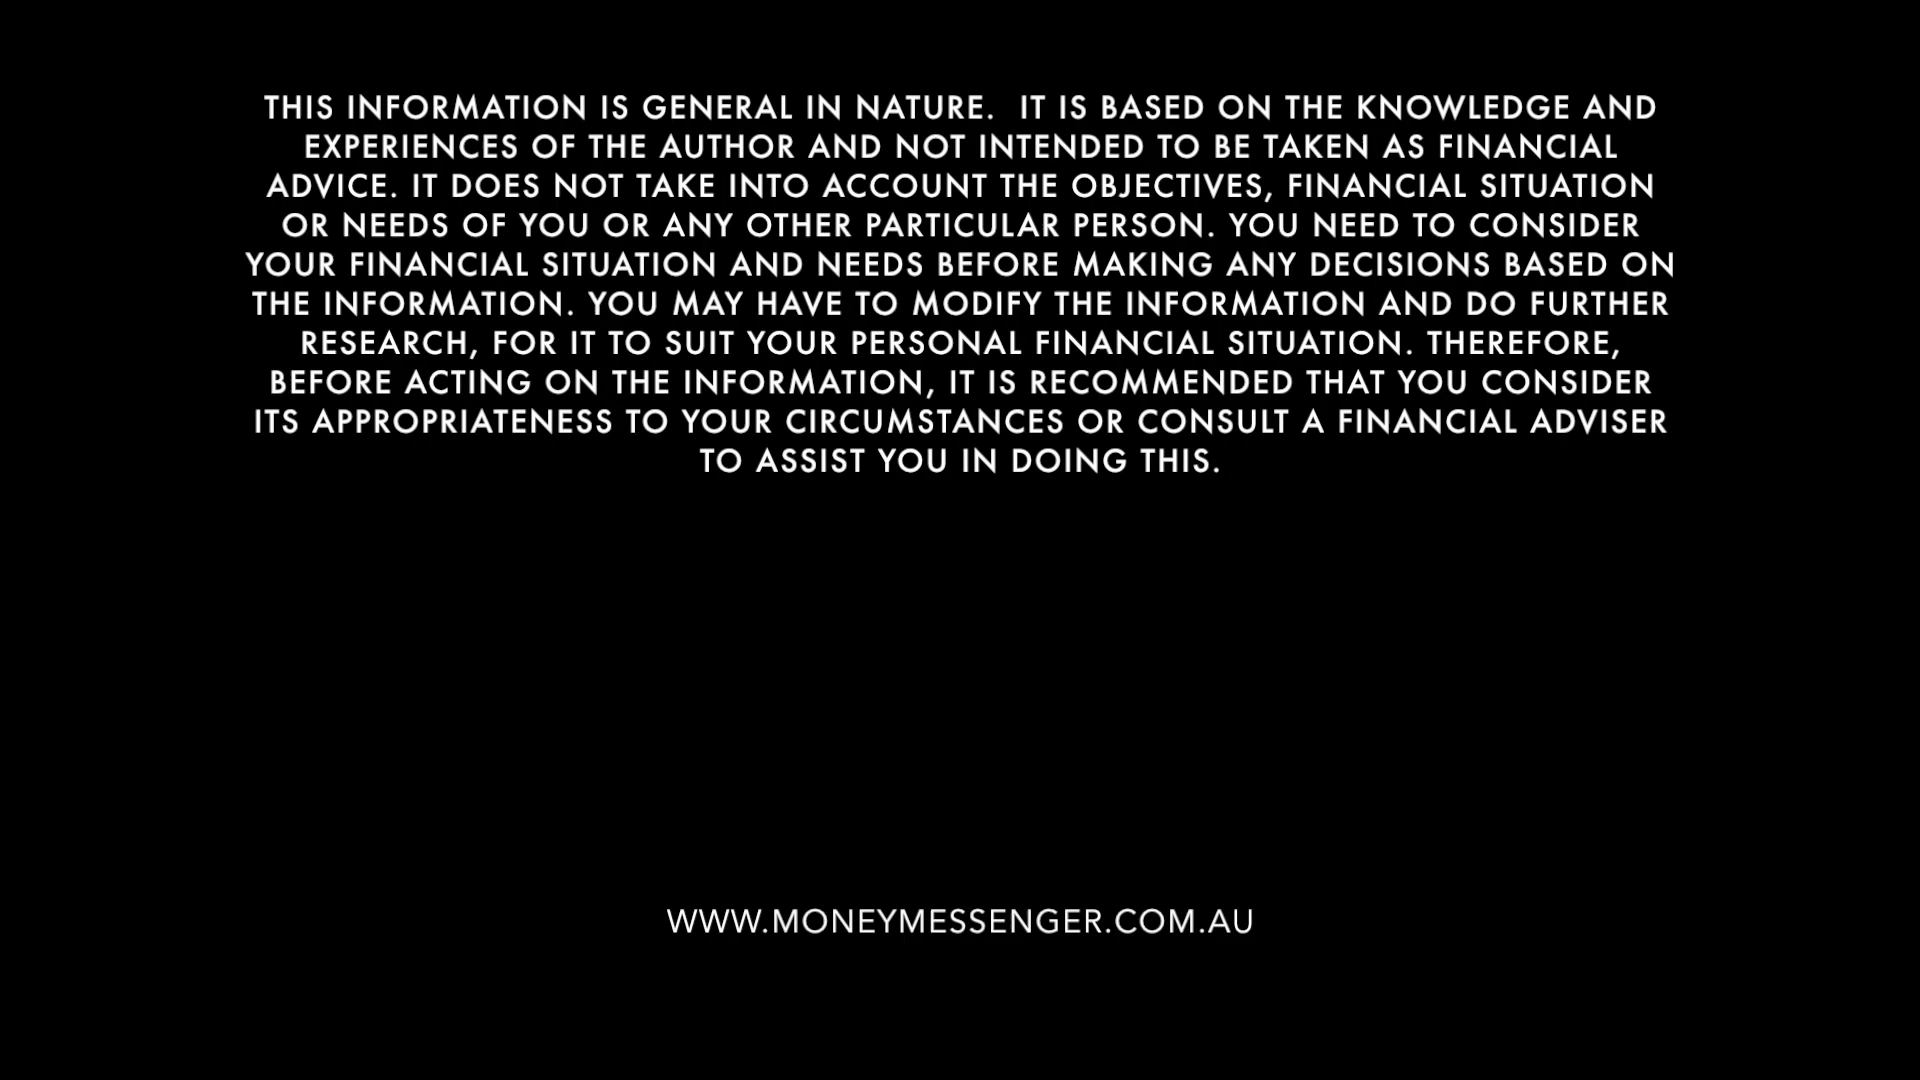 THIS INFORMATION IS GENERAL IN NATURE.  IT IS BASED ON THE KNOWLEDGE AND
EXPERIENCES OF THE AUTHOR AND NOT INTENDED TO BE TAKEN AS FINANCIAL
ADVICE. IT DOES NOT TAKE INTO ACCOUNT THE OBJECTIVES, FINANCIAL SITUATION
OR NEEDS OF YOU OR ANY OTHER PARTICULAR PERSON. YOU NEED TO CONSIDER
YOUR FINANCIAL SITUATION AND NEEDS BEFORE MAKING ANY DECISIONS BASED ON
THE INFORMATION. YOU MAY HAVE TO MODIFY THE INFORMATION AND DO FURTHER
RESEARCH, FOR IT TO SUIT YOUR PERSONAL FINANCIAL SITUATION. THEREFORE,
BEFORE ACTING ON THE INFORMATION, IT IS RECOMMENDED THAT YOU CONSIDER
ITS APPROPRIATENESS TO YOUR CIRCUMSTANCES OR CONSULT A FINANCIAL ADVISER
TO ASSIST YOU IN DOING THIS.
WWW.MONEYMESSENGER.COM.AU